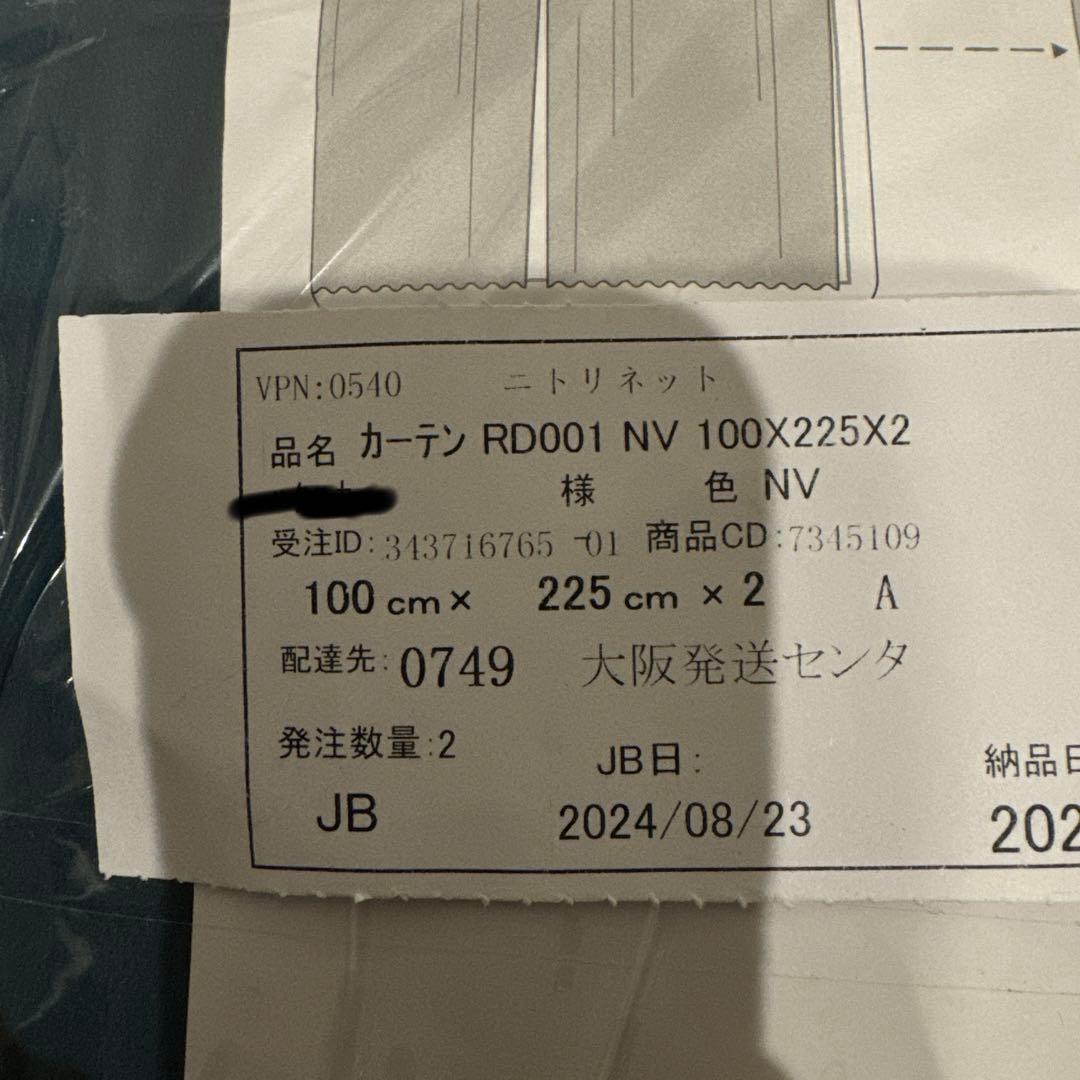 VPN:0540 ニトリネット
品名 カーテン RD001 NV 100X225X2
様 色 NV
受注ID:343716765 -01 商品CD:7345109
100 cm× 225 cm × 2 A
配達先: 0749 大阪発送センタ
発注数量:2 JB日: 納品日
JB 2024/08/23 202